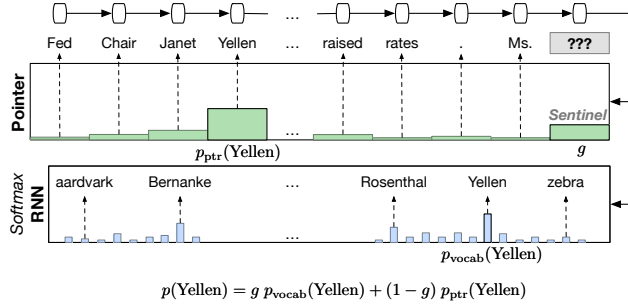 ...
Fed Chair Janet Yellen ... raised rates . Ms. ???
Pointer
Sentinel
...
p_ptr(Yellen) g
Softmax
RNN
aardvark Bernanke ... Rosenthal Yellen zebra
...
p_vocab(Yellen)
p(Yellen) = g p_vocab(Yellen) + (1 − g) p_ptr(Yellen)